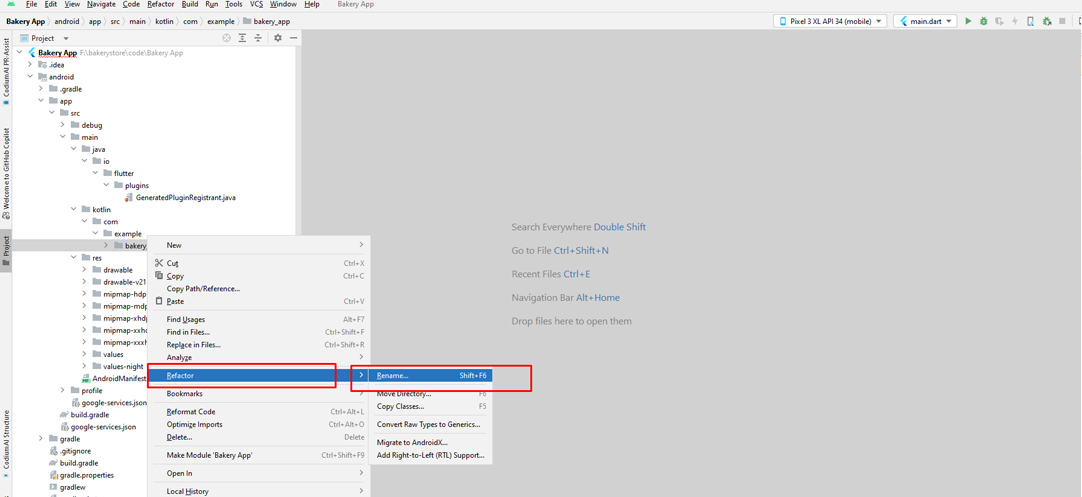 File Edit View Navigate Code Refactor Build Run Tools VCS Window Help Bakery App
Bakery App android app src main kotlin com example bakery_app
Pixel 3 XL API 34 (mobile) main.dart
Project
Bakery App F:\bakerystore\code\Bakery App
.idea
android
.gradle
app
src
debug
main
java
io
flutter
plugins
GeneratedPluginRegistrant.java
kotlin
com
example
bakery_
res
drawable
drawable-v21
mipmap-hdp
mipmap-mdp
mipmap-xhdp
mipmap-xxhd
mipmap-xxxh
values
values-night
AndroidManifest
profile
google-services.json
build.gradle
google-services.json
gradle
.gitignore
build.gradle
gradle.properties
gradlew
CodiumAI PR-Assist
Welcome to GitHub Copilot
Project
CodiumAI Structure
New
Cut Ctrl+X
Copy Ctrl+C
Copy Path/Reference...
Paste Ctrl+V
Find Usages Alt+F7
Find in Files... Ctrl+Shift+F
Replace in Files... Ctrl+Shift+R
Analyze
Refactor
Bookmarks
Reformat Code Ctrl+Alt+L
Optimize Imports Ctrl+Alt+O
Delete... Delete
Make Module 'Bakery App' Ctrl+Shift+F9
Open In
Local History
Rename... Shift+F6
Move Directory... F6
Copy Classes... F5
Convert Raw Types to Generics...
Migrate to AndroidX...
Add Right-to-Left (RTL) Support...
Search Everywhere Double Shift
Go to File Ctrl+Shift+N
Recent Files Ctrl+E
Navigation Bar Alt+Home
Drop files here to open them